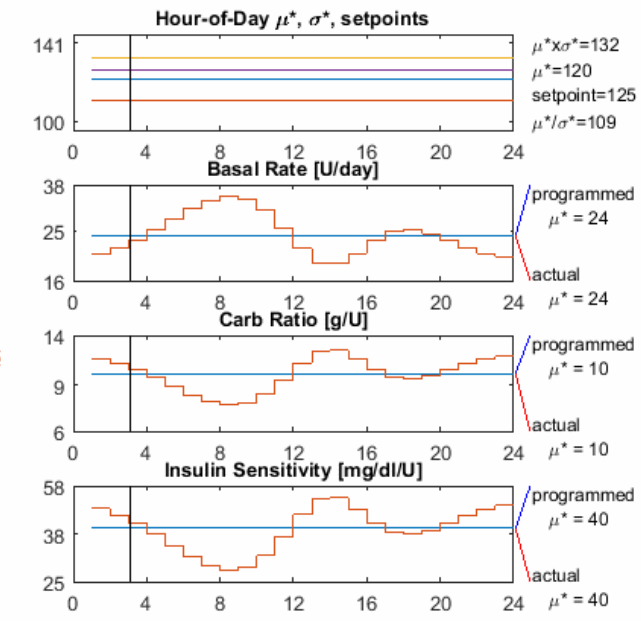 Hour-of-Day μ*, σ*, setpoints
141
100
μ*xσ*=132
μ*=120
setpoint=125
μ*/σ*=109
0 4 8 12 16 20 24
Basal Rate [U/day]
38
25
16
programmed
μ* = 24
actual
μ* = 24
0 4 8 12 16 20 24
Carb Ratio [g/U]
14
9
6
programmed
μ* = 10
actual
μ* = 10
0 4 8 12 16 20 24
Insulin Sensitivity [mg/dl/U]
58
38
25
programmed
μ* = 40
actual
μ* = 40
0 4 8 12 16 20 24